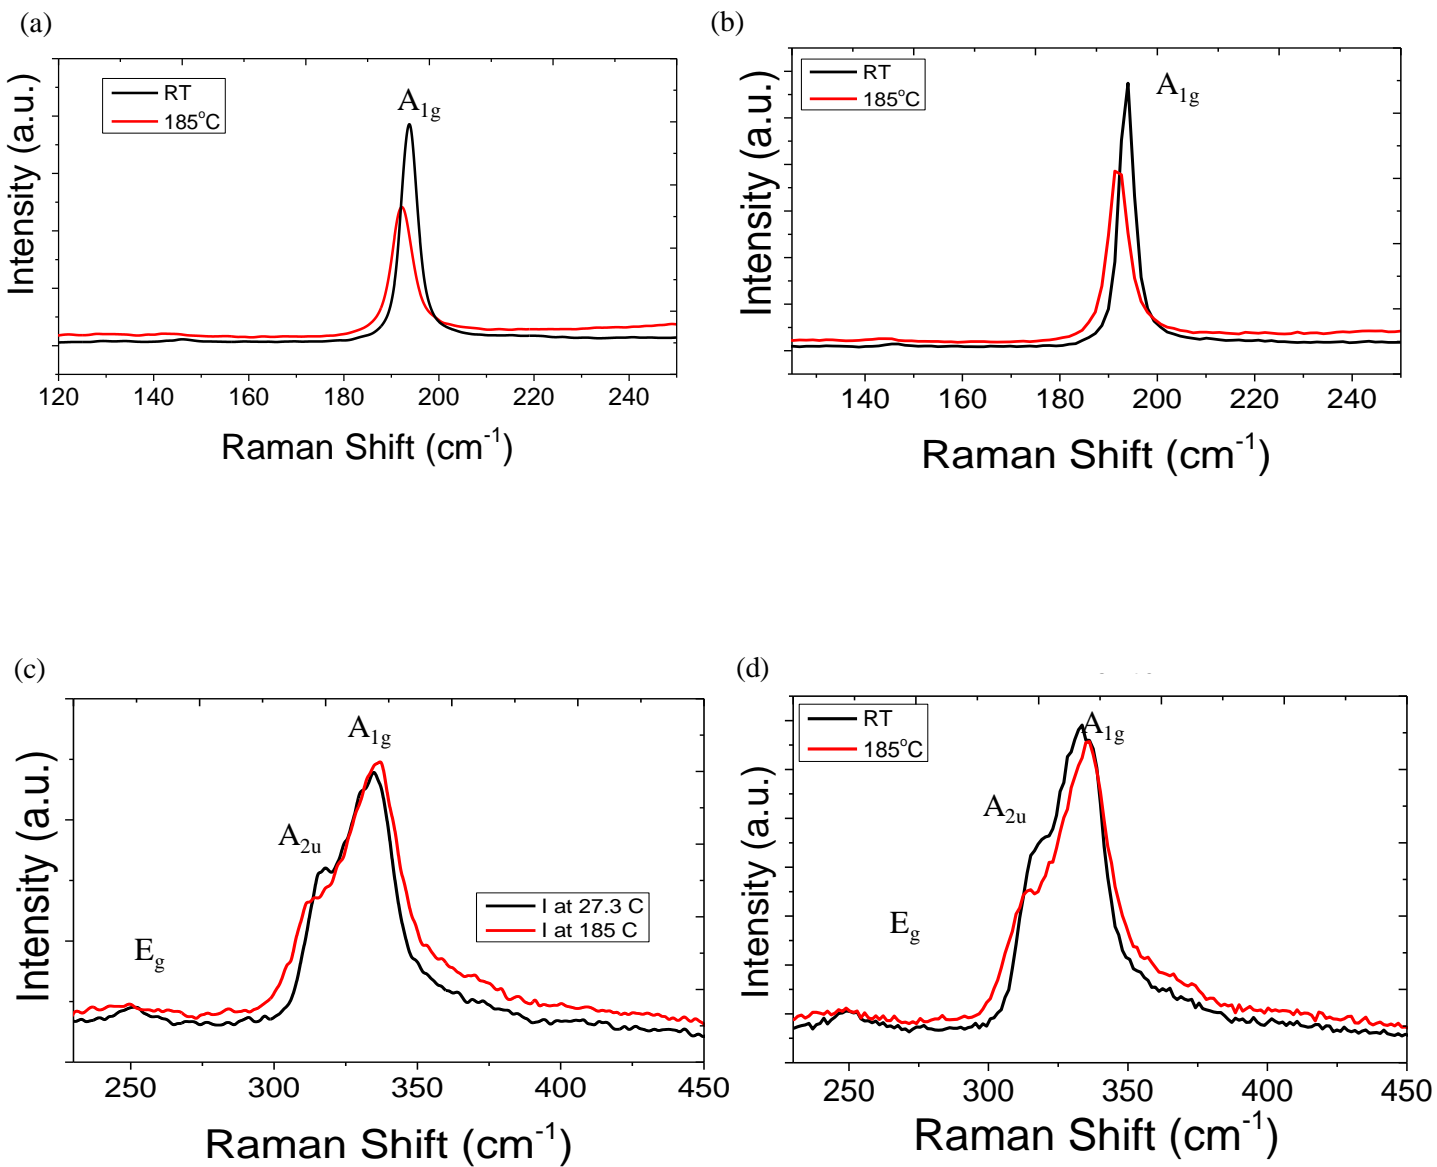 (a)
RT
185°C
A1g
Intensity (a.u.)
120 140 160 180 200 220 240
Raman Shift (cm-1)
(b)
RT
185°C
A1g
Intensity (a.u.)
140 160 180 200 220 240
Raman Shift (cm-1)
(c)
A1g
A2u
Eg
I at 27.3 C
I at 185 C
Intensity (a.u.)
250 300 350 400 450
Raman Shift (cm-1)
(d)
RT
185°C
A1g
A2u
Eg
Intensity (a.u.)
250 300 350 400 450
Raman Shift (cm-1)